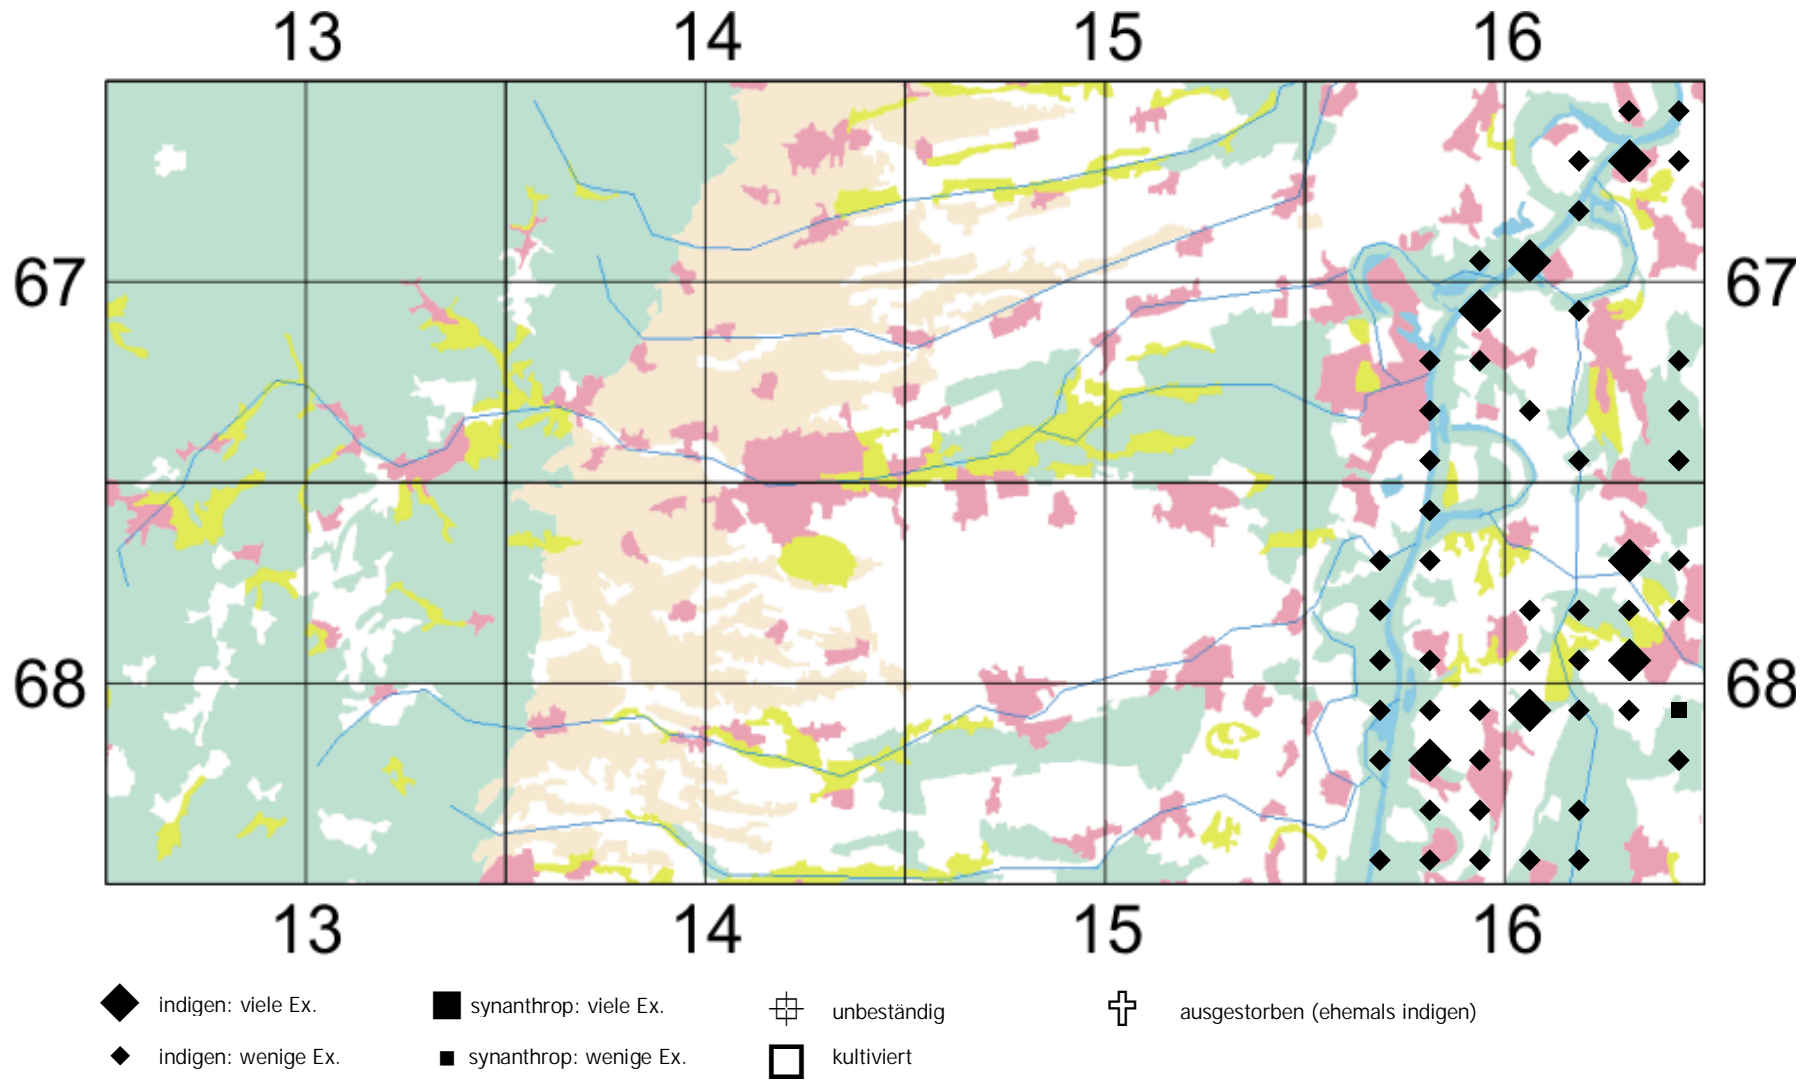 13 14 15 16
67 67
68 68
13 14 15 16
indigen: viele Ex. synanthrop: viele Ex. unbeständig ausgestorben (ehemals indigen)
indigen: wenige Ex. synanthrop: wenige Ex. kultiviert